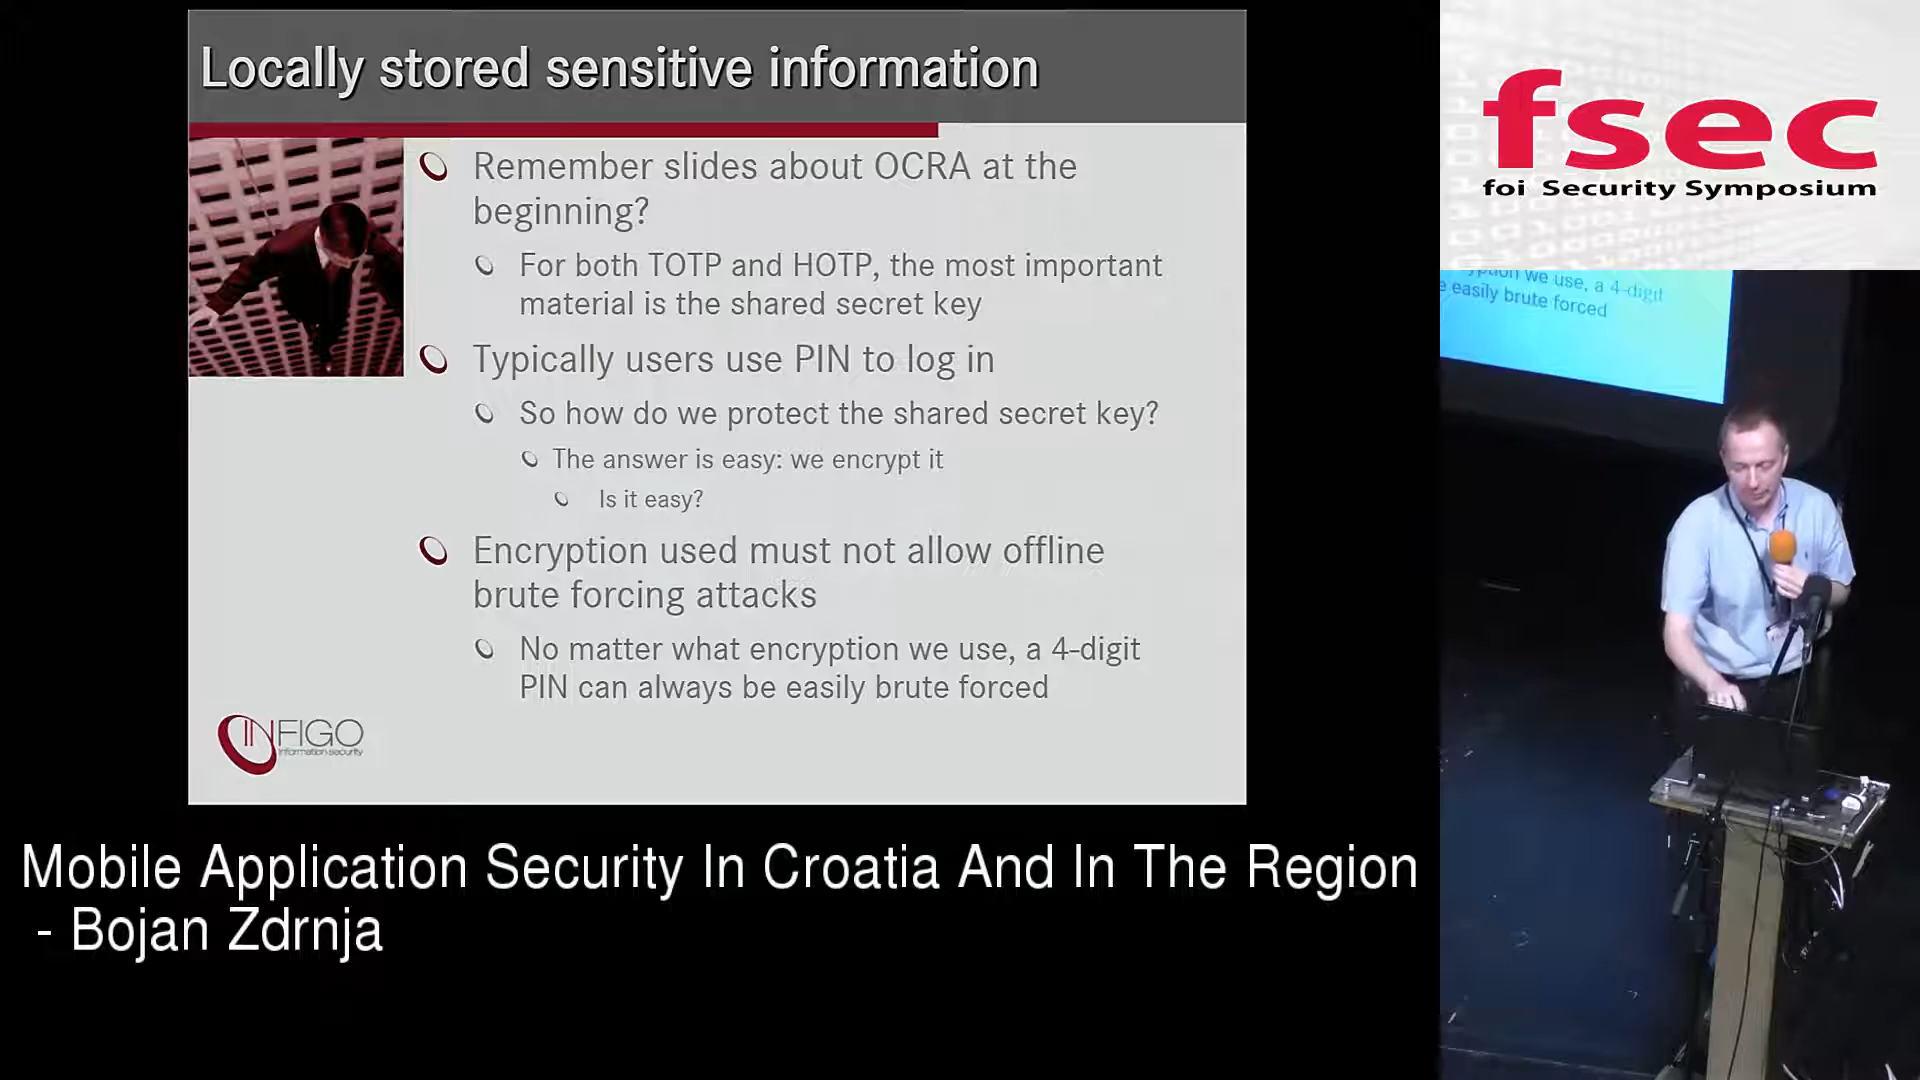 Locally stored sensitive information
Remember slides about OCRA at the
beginning?
For both TOTP and HOTP, the most important
material is the shared secret key
Typically users use PIN to log in
So how do we protect the shared secret key?
The answer is easy: we encrypt it
Is it easy?
Encryption used must not allow offline
brute forcing attacks
No matter what encryption we use, a 4-digit
PIN can always be easily brute forced
INFIGO
information security
fsec
foi Security Symposium
we use, a 4-digit
easily brute forced
Mobile Application Security In Croatia And In The Region
- Bojan Zdrnja